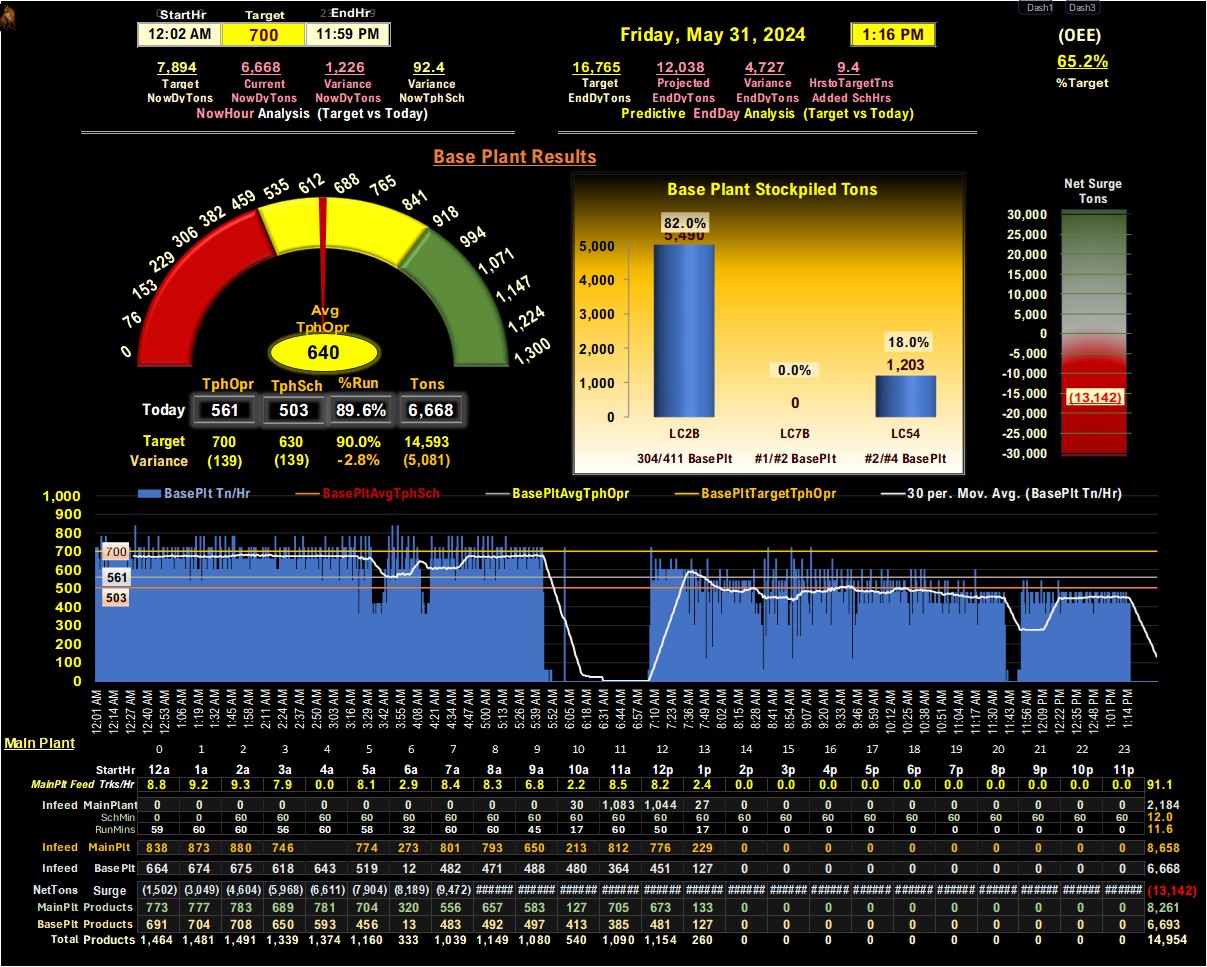 Dash1 Dash3
StartHr Target EndHr
12:02 AM 700 11:59 PM
Friday, May 31, 2024 1:16 PM
(OEE)
65.2%
%Target
7,894 6,668 1,226 92.4
Target Current Variance Variance
NowDyTons NowDyTons NowDyTons NowTphSch
NowHour Analysis (Target vs Today)
16,765 12,038 4,727 9.4
Target Projected Variance HrstoTargetTns
EndDyTons EndDyTons EndDyTons Added SchHrs
Predictive EndDay Analysis (Target vs Today)
Base Plant Results
0 76 153 229 306 382 459 535 612 688 765 841 918 994 1,071 1,147 1,224 1,300
Avg
TphOpr
640
TphOpr TphSch %Run Tons
Today 561 503 89.6% 6,668
Target 700 630 90.0% 14,593
Variance (139) (139) -2.8% (5,081)
Base Plant Stockpiled Tons
82.0%
5,490
5,000
4,000
3,000
2,000
1,000
0
0.0%
0
18.0%
1,203
LC2B LC7B LC54
304/411 BasePlt #1/#2 BasePlt #2/#4 BasePlt
Net Surge
Tons
30,000
25,000
20,000
15,000
10,000
5,000
0
-5,000
-10,000
-15,000
-20,000
-25,000
-30,000
(13,142)
BasePlt Tn/Hr BasePltAvgTphSch BasePltAvgTphOpr BasePltTargetTphOpr 30 per. Mov. Avg. (BasePlt Tn/Hr)
1,000
900
800
700
600
500
400
300
200
100
0
700
561
503
12:01 AM 12:14 AM 12:27 AM 12:40 AM 12:53 AM 1:06 AM 1:19 AM 1:32 AM 1:45 AM 1:58 AM 2:11 AM 2:24 AM 2:37 AM 2:50 AM 3:03 AM 3:16 AM 3:29 AM 3:42 AM 3:55 AM 4:08 AM 4:21 AM 4:34 AM 4:47 AM 5:00 AM 5:13 AM 5:26 AM 5:39 AM 5:52 AM 6:05 AM 6:18 AM 6:31 AM 6:44 AM 6:57 AM 7:10 AM 7:23 AM 7:36 AM 7:49 AM 8:02 AM 8:15 AM 8:28 AM 8:41 AM 8:54 AM 9:07 AM 9:20 AM 9:33 AM 9:46 AM 9:59 AM 10:12 AM 10:25 AM 10:38 AM 10:51 AM 11:04 AM 11:17 AM 11:30 AM 11:43 AM 11:56 AM 12:09 PM 12:22 PM 12:35 PM 12:48 PM 1:01 PM 1:14 PM
Main Plant
0 1 2 3 4 5 6 7 8 9 10 11 12 13 14 15 16 17 18 19 20 21 22 23
StartHr 12a 1a 2a 3a 4a 5a 6a 7a 8a 9a 10a 11a 12p 1p 2p 3p 4p 5p 6p 7p 8p 9p 10p 11p
MainPlt Feed Trks/Hr 8.8 9.2 9.3 7.9 0.0 8.1 2.9 8.4 8.3 6.8 2.2 8.5 8.2 2.4 0.0 0.0 0.0 0.0 0.0 0.0 0.0 0.0 0.0 0.0 91.1
Infeed MainPlant 0 0 0 0 0 0 0 0 0 0 30 1,083 1,044 27 0 0 0 0 0 0 0 0 0 0 2,184
SchMin 0 0 60 60 60 60 60 60 60 60 60 60 60 60 60 60 60 60 60 60 60 60 60 60 12.0
RunMins 59 60 60 56 60 58 32 60 60 45 17 60 50 17 0 0 0 0 0 0 0 0 0 0 11.6
Infeed MainPlt 838 873 880 746 774 273 801 793 650 213 812 776 229 0 0 0 0 0 0 0 0 0 0 8,658
Infeed BasePlt 664 674 675 618 643 519 12 482 471 488 480 364 451 127 0 0 0 0 0 0 0 0 0 0 6,668
NetTons Surge (1,502) (3,049) (4,604) (5,968) (6,611) (7,904) (8,189) (9,472) ###### ###### ###### ###### ###### ###### ###### ###### ###### ###### ###### ###### ###### ###### ###### ###### (13,142)
MainPlt Products 773 777 783 689 781 704 320 556 657 583 127 705 673 133 0 0 0 0 0 0 0 0 0 0 8,261
BasePlt Products 691 704 708 650 593 456 13 483 492 497 413 385 481 127 0 0 0 0 0 0 0 0 0 0 6,693
Total Products 1,464 1,481 1,491 1,339 1,374 1,160 333 1,039 1,149 1,080 540 1,090 1,154 260 0 0 0 0 0 0 0 0 0 0 14,954